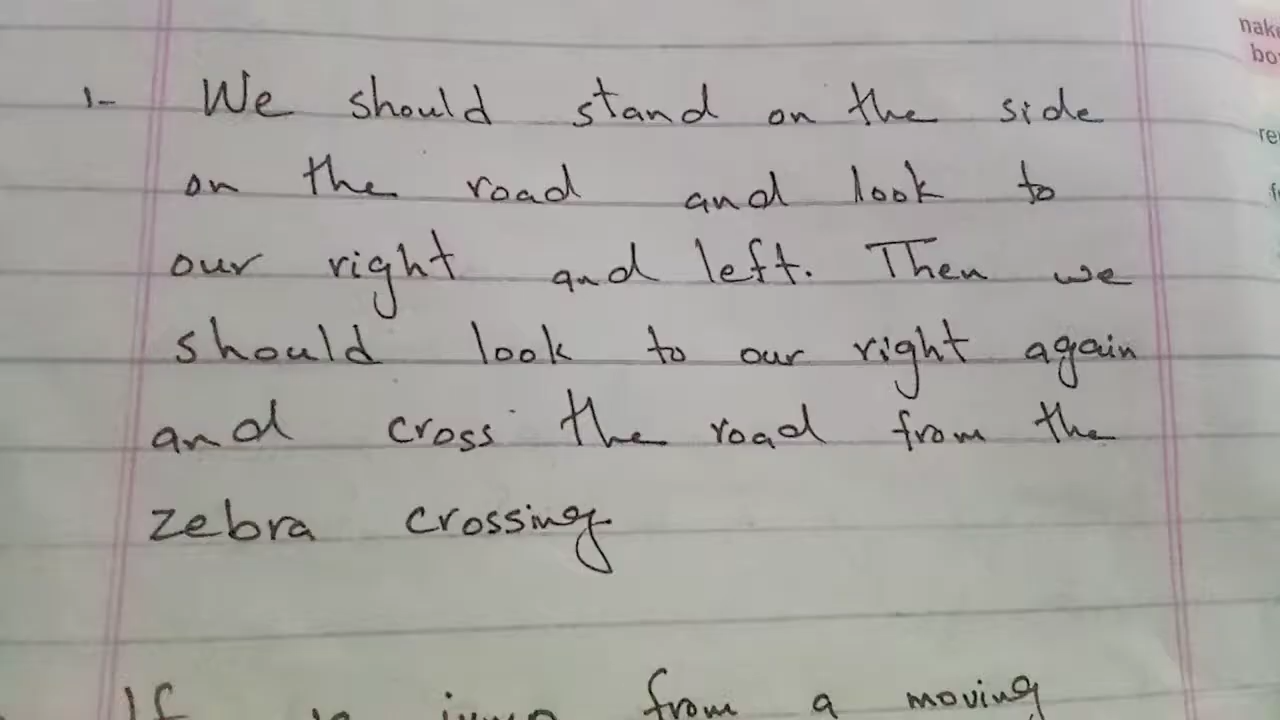 1- We should stand on the side
on the road and look to
our right and left. Then we
should look to our right again
and cross the road from the
zebra crossing
If from a moving